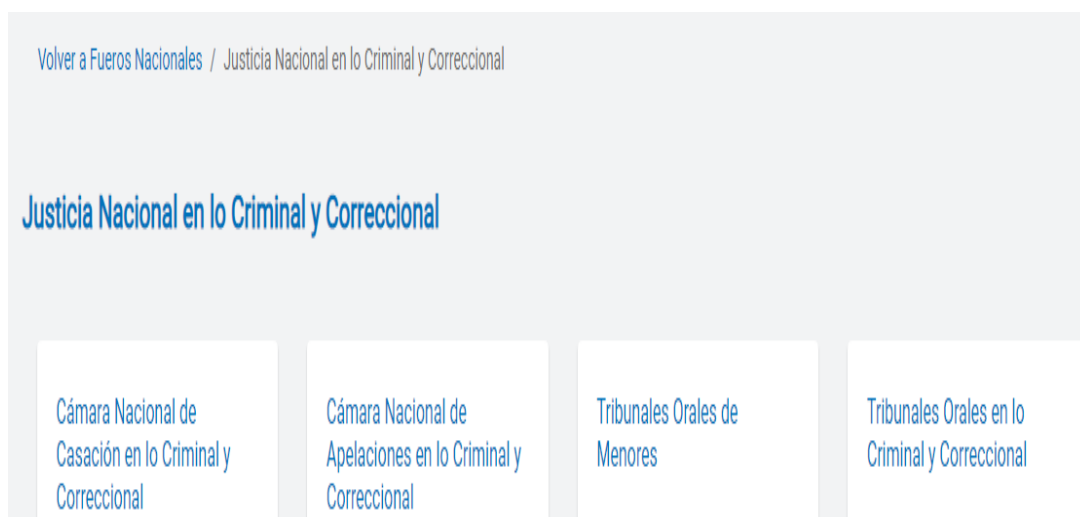 Volver a Fueros Nacionales / Justicia Nacional en lo Criminal y Correccional
Justicia Nacional en lo Criminal y Correccional
Cámara Nacional de
Casación en lo Criminal y
Correccional
Cámara Nacional de
Apelaciones en lo Criminal y
Correccional
Tribunales Orales de
Menores
Tribunales Orales en lo
Criminal y Correccional